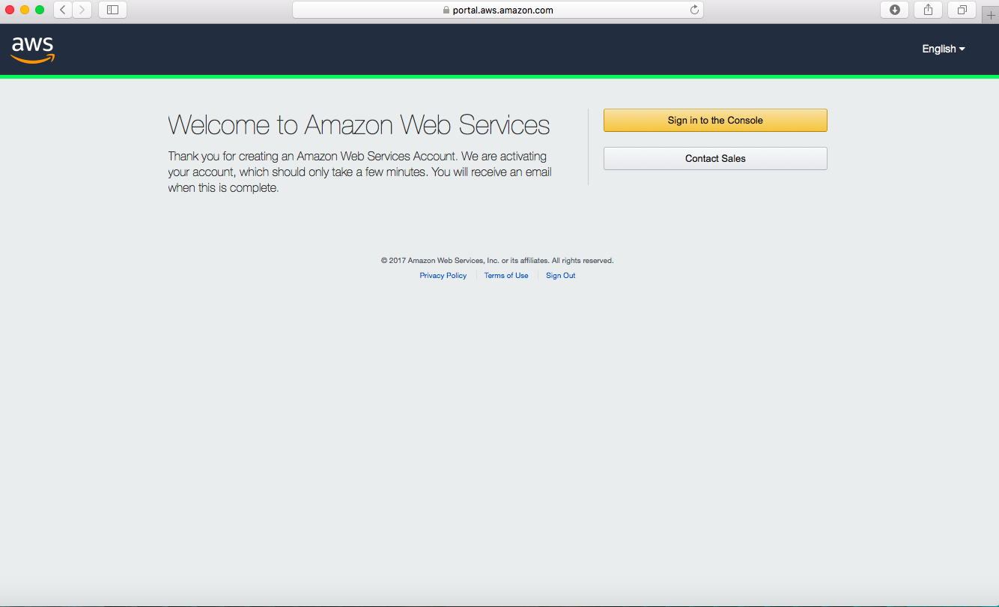 portal.aws.amazon.com
aws
English
Welcome to Amazon Web Services
Thank you for creating an Amazon Web Services Account. We are activating
your account, which should only take a few minutes. You will receive an email
when this is complete.
Sign in to the Console
Contact Sales
© 2017 Amazon Web Services, Inc. or its affiliates. All rights reserved.
Privacy Policy Terms of Use Sign Out